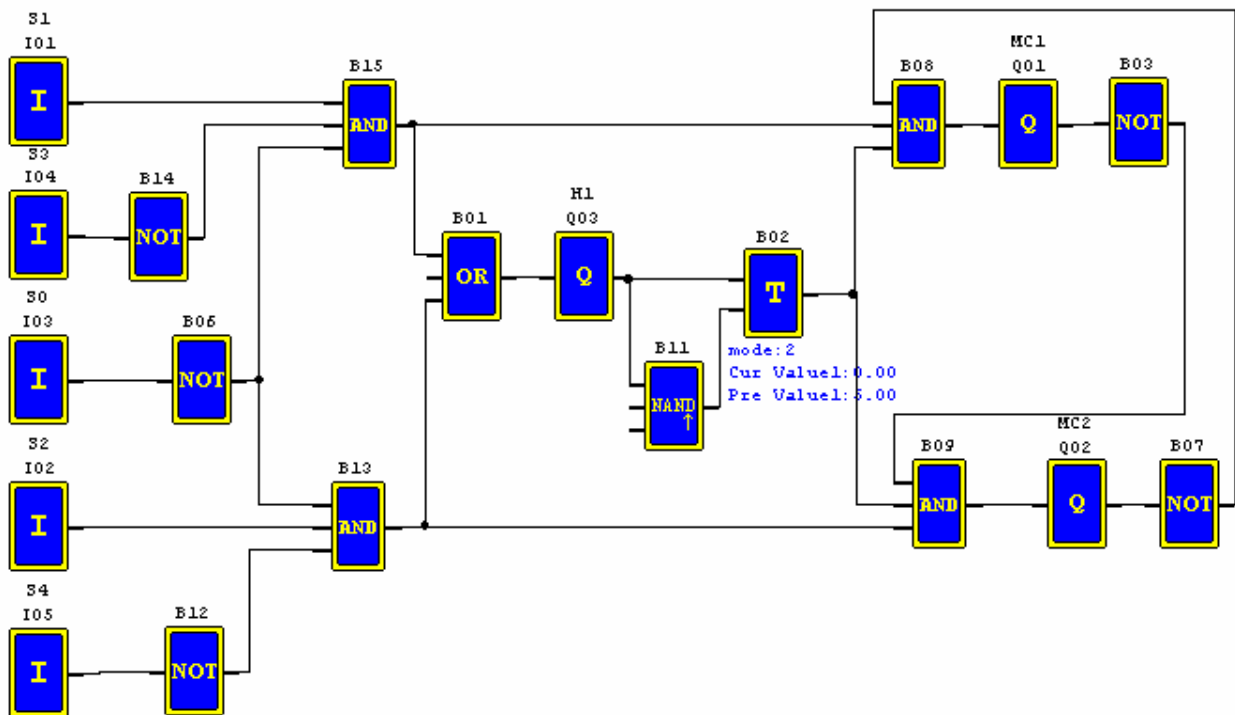 S1
I01
I
S3
I04
I
B14
NOT
S0
I03
I
B06
NOT
S2
I02
I
S4
I05
I
B12
NOT
B15
AND
B13
AND
B01
OR
H1
Q03
Q
B11
NAND
↑
B02
T
mode:2
Cur Value1:0.00
Pre Value1:5.00
B08
AND
MC1
Q01
Q
B03
NOT
B09
AND
MC2
Q02
Q
B07
NOT